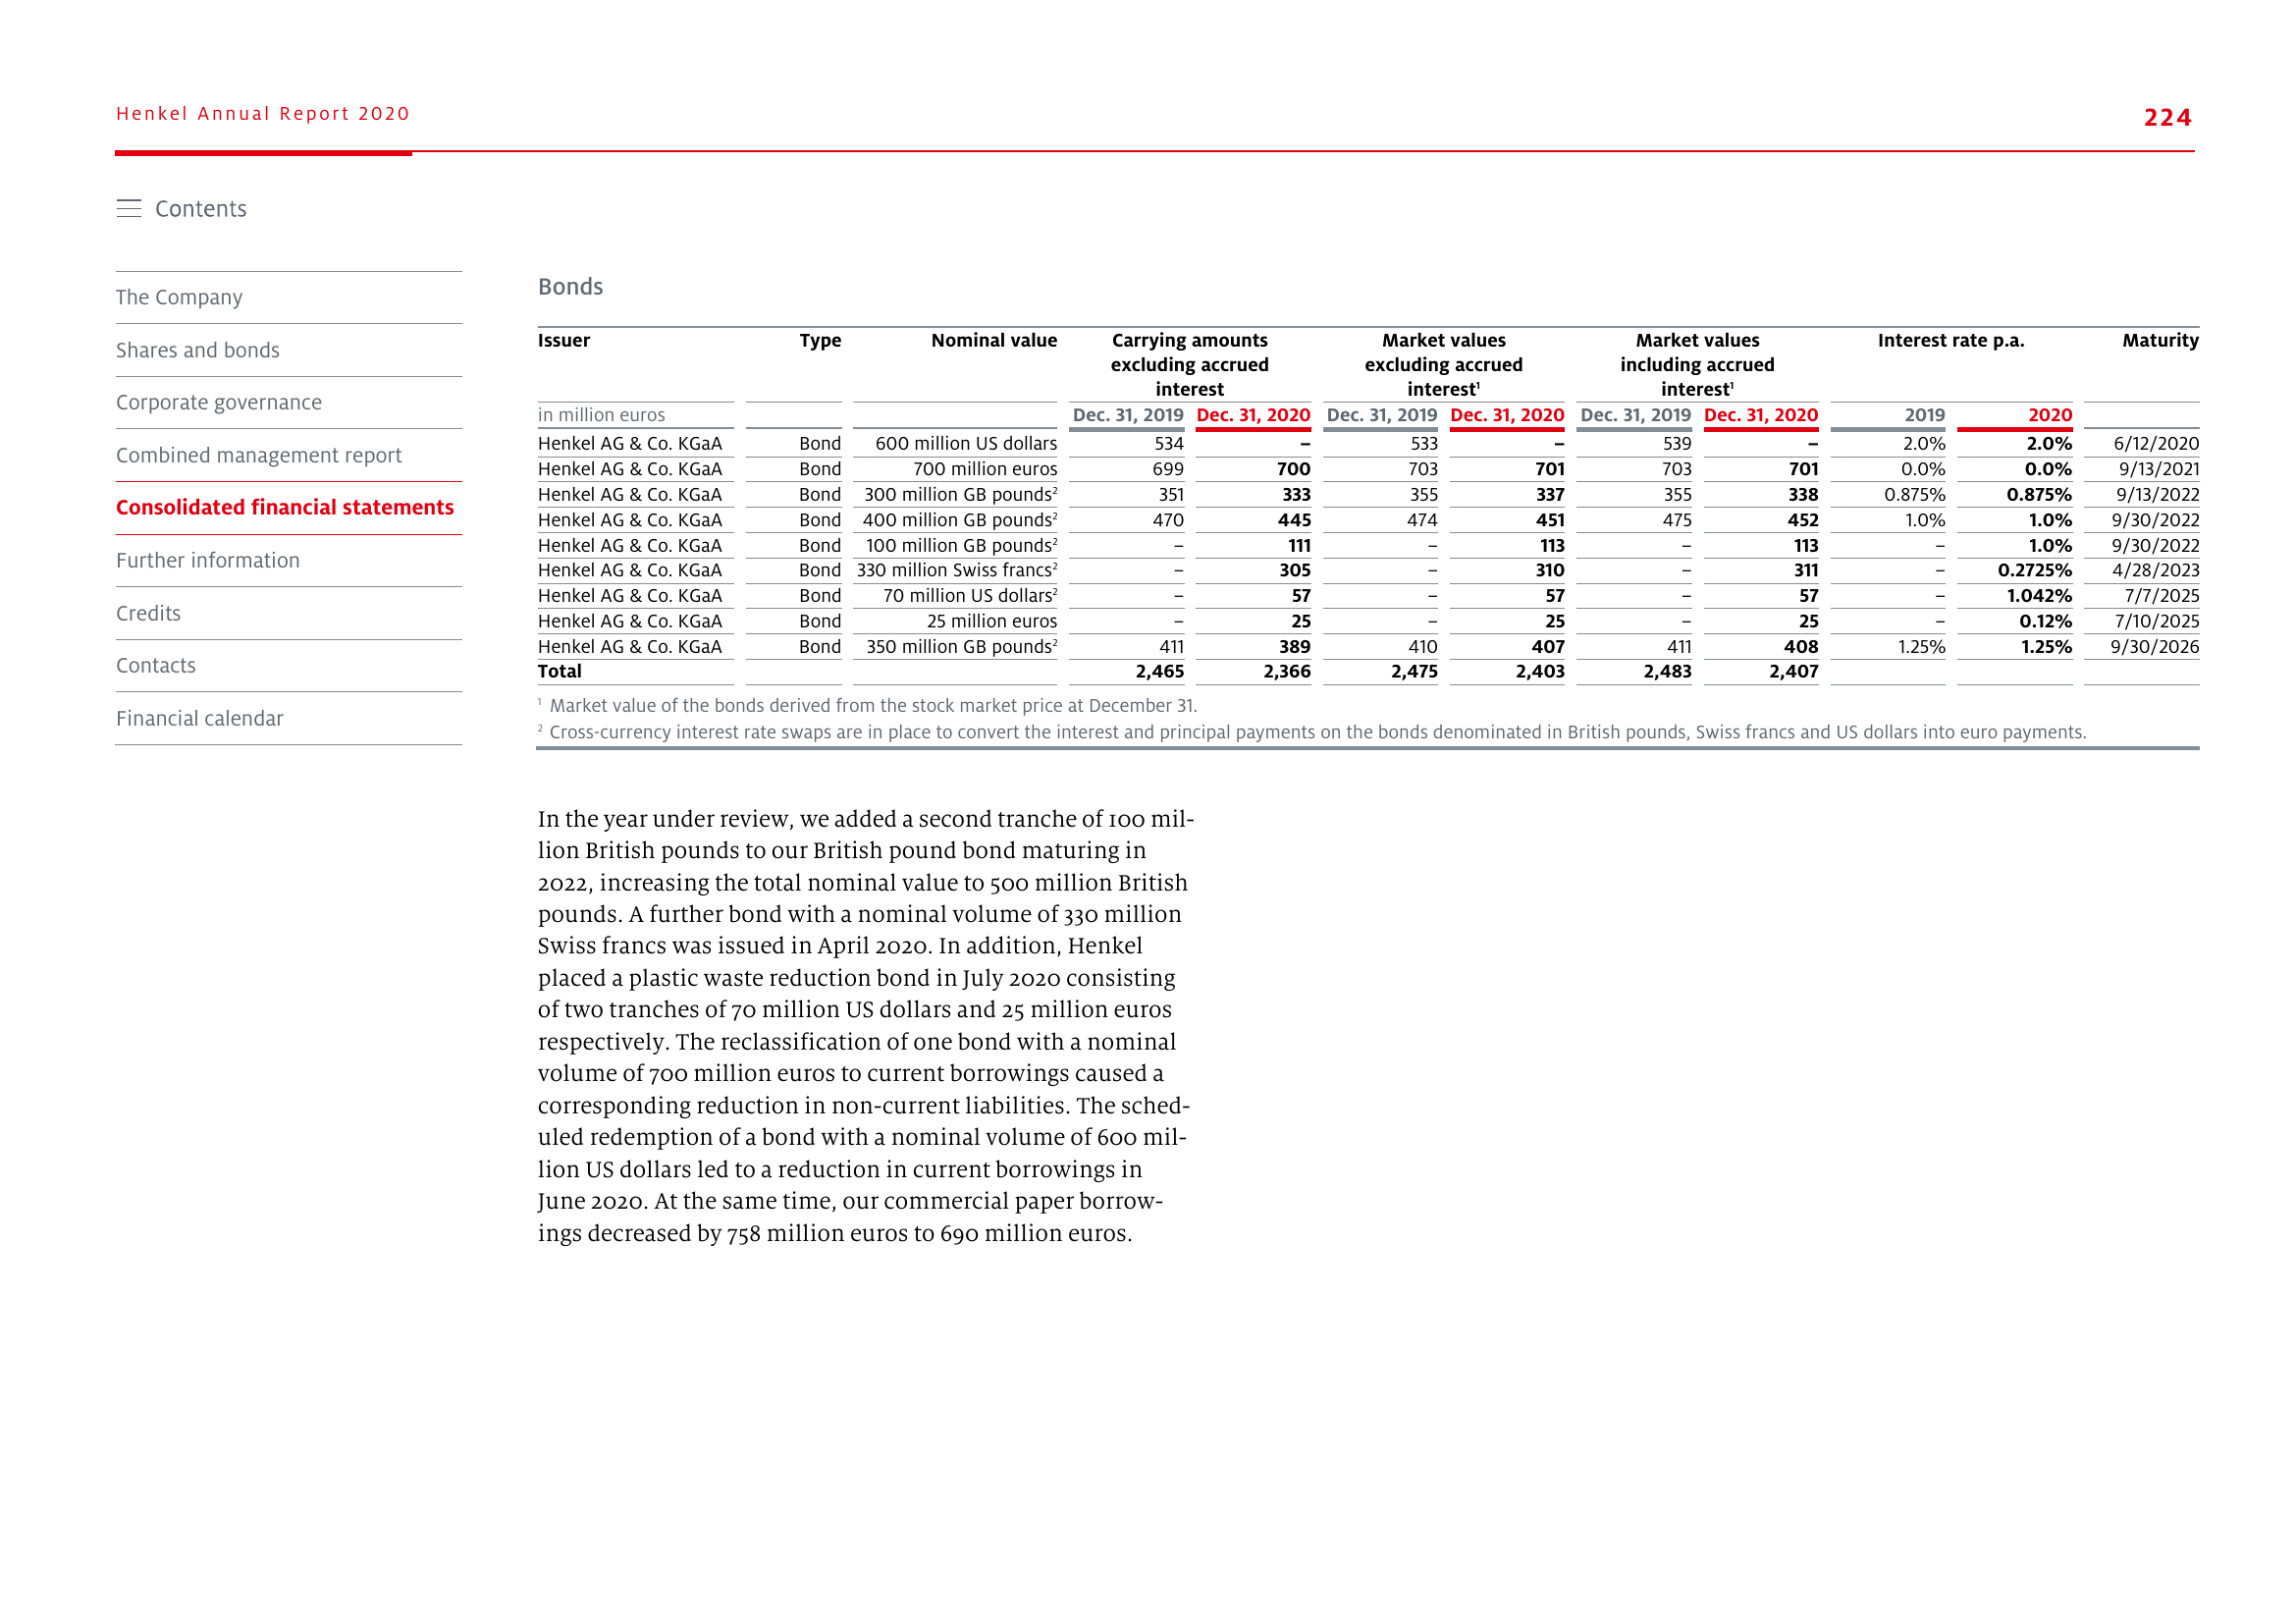 Henkel Annual Report 2020
224
Contents
The Company
Shares and bonds
Corporate governance
Combined management report
Consolidated financial statements
Further information
Credits
Contacts
Financial calendar
Bonds
Issuer Type Nominal value Carrying amounts excluding accrued interest Market values excluding accrued interest¹ Market values including accrued interest¹ Interest rate p.a. Maturity
in million euros Dec. 31, 2019 Dec. 31, 2020 Dec. 31, 2019 Dec. 31, 2020 Dec. 31, 2019 Dec. 31, 2020 2019 2020
Henkel AG & Co. KGaA Bond 600 million US dollars 534 – 533 – 539 – 2.0% 2.0% 6/12/2020
Henkel AG & Co. KGaA Bond 700 million euros 699 700 703 701 703 701 0.0% 0.0% 9/13/2021
Henkel AG & Co. KGaA Bond 300 million GB pounds² 351 333 355 337 355 338 0.875% 0.875% 9/13/2022
Henkel AG & Co. KGaA Bond 400 million GB pounds² 470 445 474 451 475 452 1.0% 1.0% 9/30/2022
Henkel AG & Co. KGaA Bond 100 million GB pounds² – 111 – 113 – 113 – 1.0% 9/30/2022
Henkel AG & Co. KGaA Bond 330 million Swiss francs² – 305 – 310 – 311 – 0.2725% 4/28/2023
Henkel AG & Co. KGaA Bond 70 million US dollars² – 57 – 57 – 57 – 1.042% 7/7/2025
Henkel AG & Co. KGaA Bond 25 million euros – 25 – 25 – 25 – 0.12% 7/10/2025
Henkel AG & Co. KGaA Bond 350 million GB pounds² 411 389 410 407 411 408 1.25% 1.25% 9/30/2026
Total 2,465 2,366 2,475 2,403 2,483 2,407
¹ Market value of the bonds derived from the stock market price at December 31.
² Cross-currency interest rate swaps are in place to convert the interest and principal payments on the bonds denominated in British pounds, Swiss francs and US dollars into euro payments.
In the year under review, we added a second tranche of 100 mil-
lion British pounds to our British pound bond maturing in
2022, increasing the total nominal value to 500 million British
pounds. A further bond with a nominal volume of 330 million
Swiss francs was issued in April 2020. In addition, Henkel
placed a plastic waste reduction bond in July 2020 consisting
of two tranches of 70 million US dollars and 25 million euros
respectively. The reclassification of one bond with a nominal
volume of 700 million euros to current borrowings caused a
corresponding reduction in non-current liabilities. The sched-
uled redemption of a bond with a nominal volume of 600 mil-
lion US dollars led to a reduction in current borrowings in
June 2020. At the same time, our commercial paper borrow-
ings decreased by 758 million euros to 690 million euros.